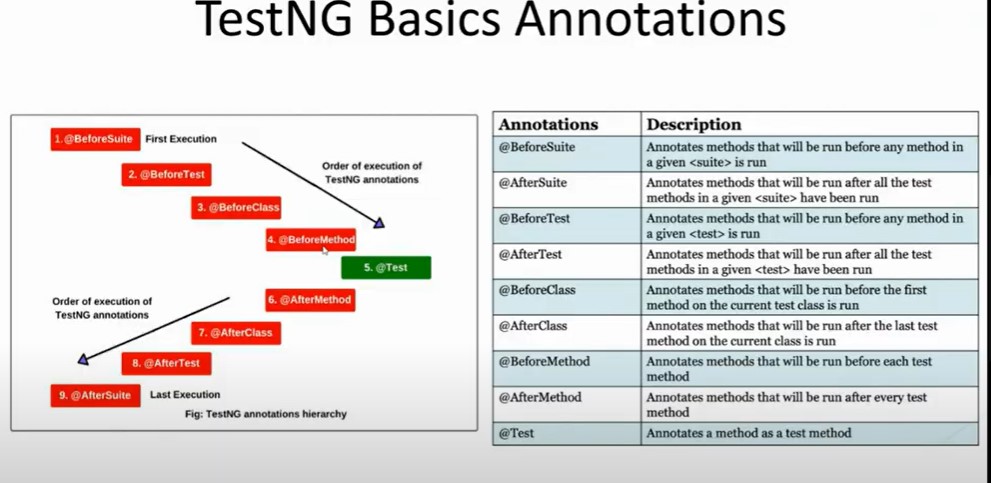 TestNG Basics Annotations
1. @BeforeSuite First Execution
Order of execution of
TestNG annotations
2. @BeforeTest
3. @BeforeClass
4. @BeforeMethod
5. @Test
Order of execution of
TestNG annotations
6. @AfterMethod
7. @AfterClass
8. @AfterTest
9. @AfterSuite Last Execution
Fig: TestNG annotations hierarchy
Annotations Description
@BeforeSuite Annotates methods that will be run before any method in
a given <suite> is run
@AfterSuite Annotates methods that will be run after all the test
methods in a given <suite> have been run
@BeforeTest Annotates methods that will be run before any method in
a given <test> is run
@AfterTest Annotates methods that will be run after all the test
methods in a given <test> have been run
@BeforeClass Annotates methods that will be run before the first
method on the current test class is run
@AfterClass Annotates methods that will be run after the last test
method on the current class is run
@BeforeMethod Annotates methods that will be run before each test
method
@AfterMethod Annotates methods that will be run after every test
method
@Test Annotates a method as a test method